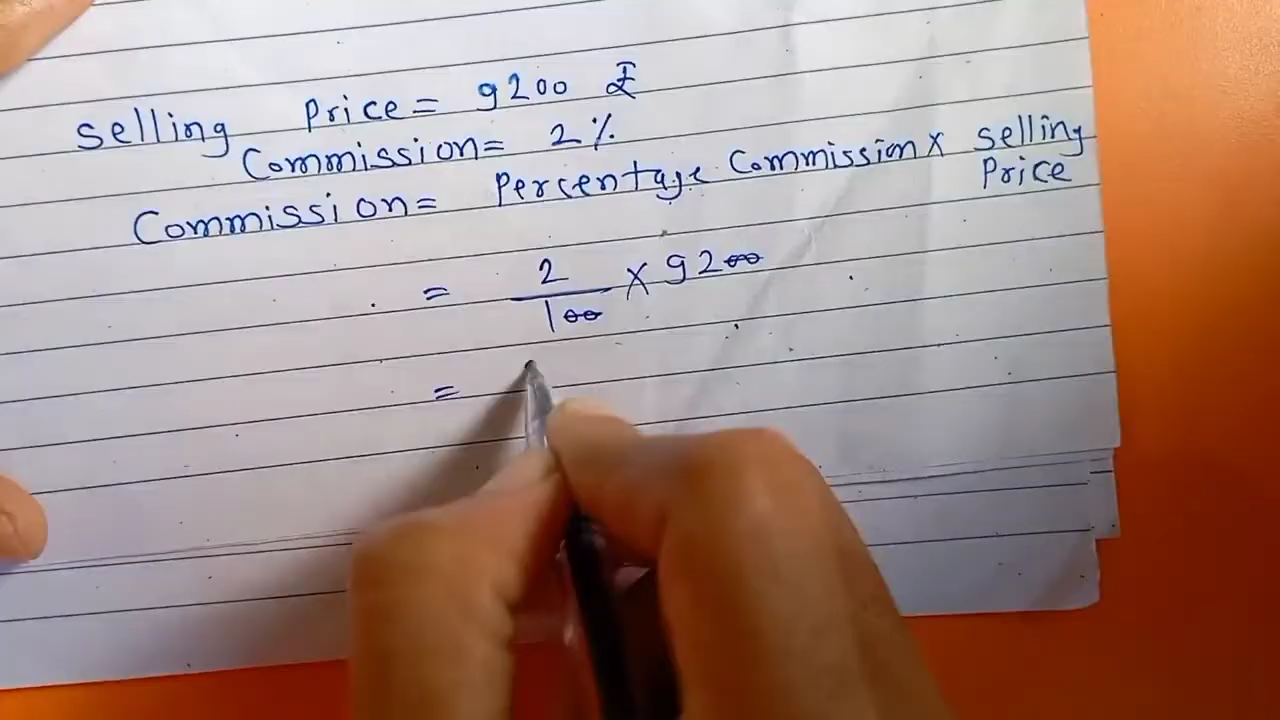 Selling Price = 9200 ₹
Commission = 2%
Commission = Percentage Commission × Selling Price
= 2/100 × 9200
=